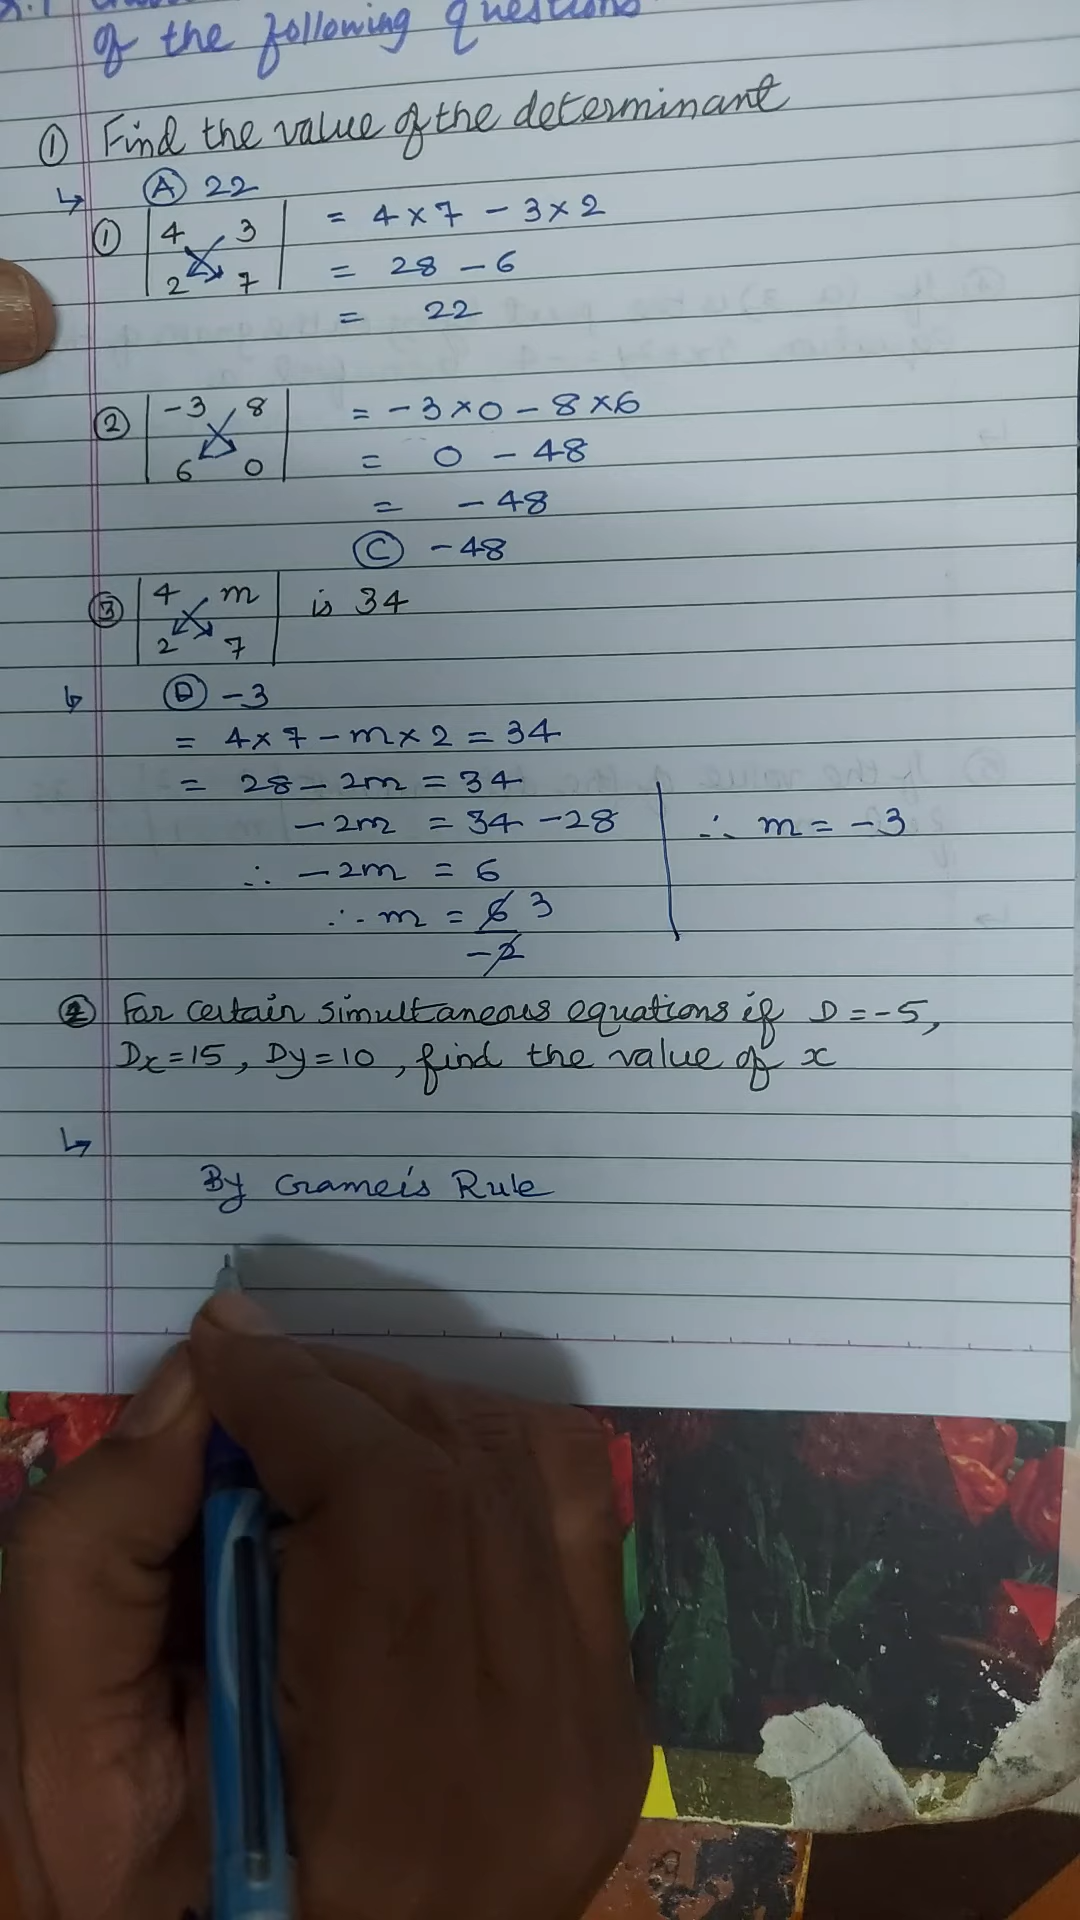 of the following questions
① Find the value of the determinant
↳ Ⓐ 22
① | 4 3 | = 4 × 7 - 3 × 2
| 2 7 | = 28 - 6
= 22
② | -3 8 | = -3 × 0 - 8 × 6
| 6 0 | = 0 - 48
= -48
Ⓒ -48
③ | 4 m | is 34
| 2 7 |
↳ Ⓓ -3
= 4 × 7 - m × 2 = 34
= 28 - 2m = 34
-2m = 34 - 28
∴ -2m = 6
∴ m = 6 3
-2
∴ m = -3
④ For certain simultaneous equations if D = -5,
Dx = 15, Dy = 10, find the value of x
↳
By Cramer's Rule